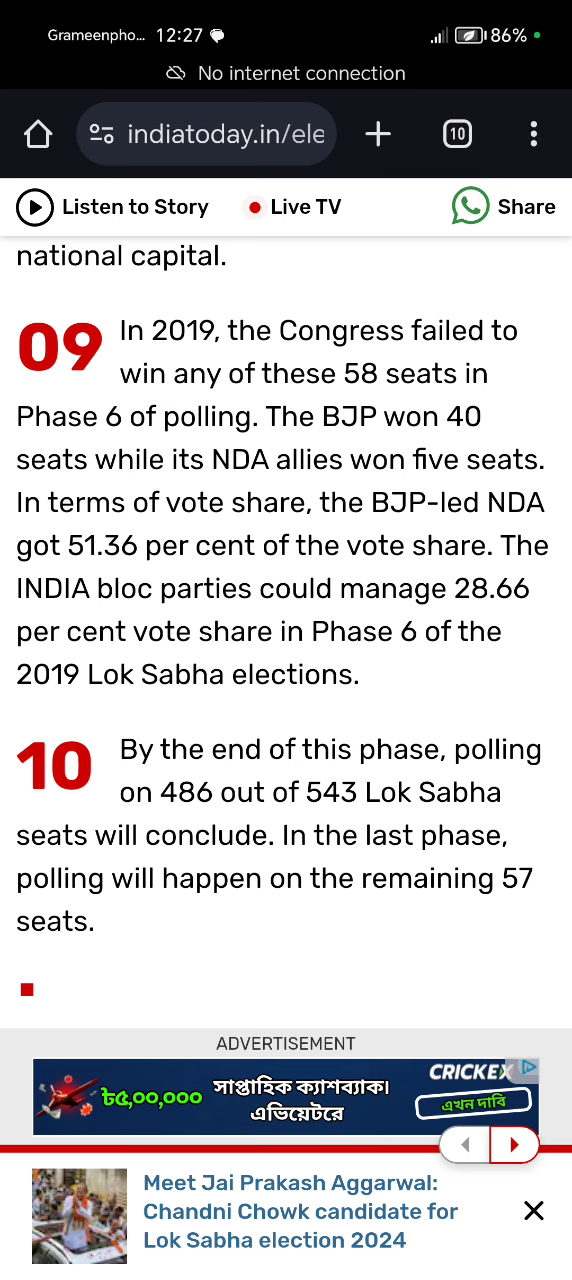 Grameenpho... 12:27 86%
No internet connection
indiatoday.in/ele 10
Listen to Story Live TV Share
national capital.
09 In 2019, the Congress failed to
win any of these 58 seats in
Phase 6 of polling. The BJP won 40
seats while its NDA allies won five seats.
In terms of vote share, the BJP-led NDA
got 51.36 per cent of the vote share. The
INDIA bloc parties could manage 28.66
per cent vote share in Phase 6 of the
2019 Lok Sabha elections.
10 By the end of this phase, polling
on 486 out of 543 Lok Sabha
seats will conclude. In the last phase,
polling will happen on the remaining 57
seats.
ADVERTISEMENT
৳৫,০০,০০০ সাপ্তাহিক ক্যাশব্যাক। CRICKEX
এভিয়েটরে এখন দাবি
Meet Jai Prakash Aggarwal:
Chandni Chowk candidate for
Lok Sabha election 2024